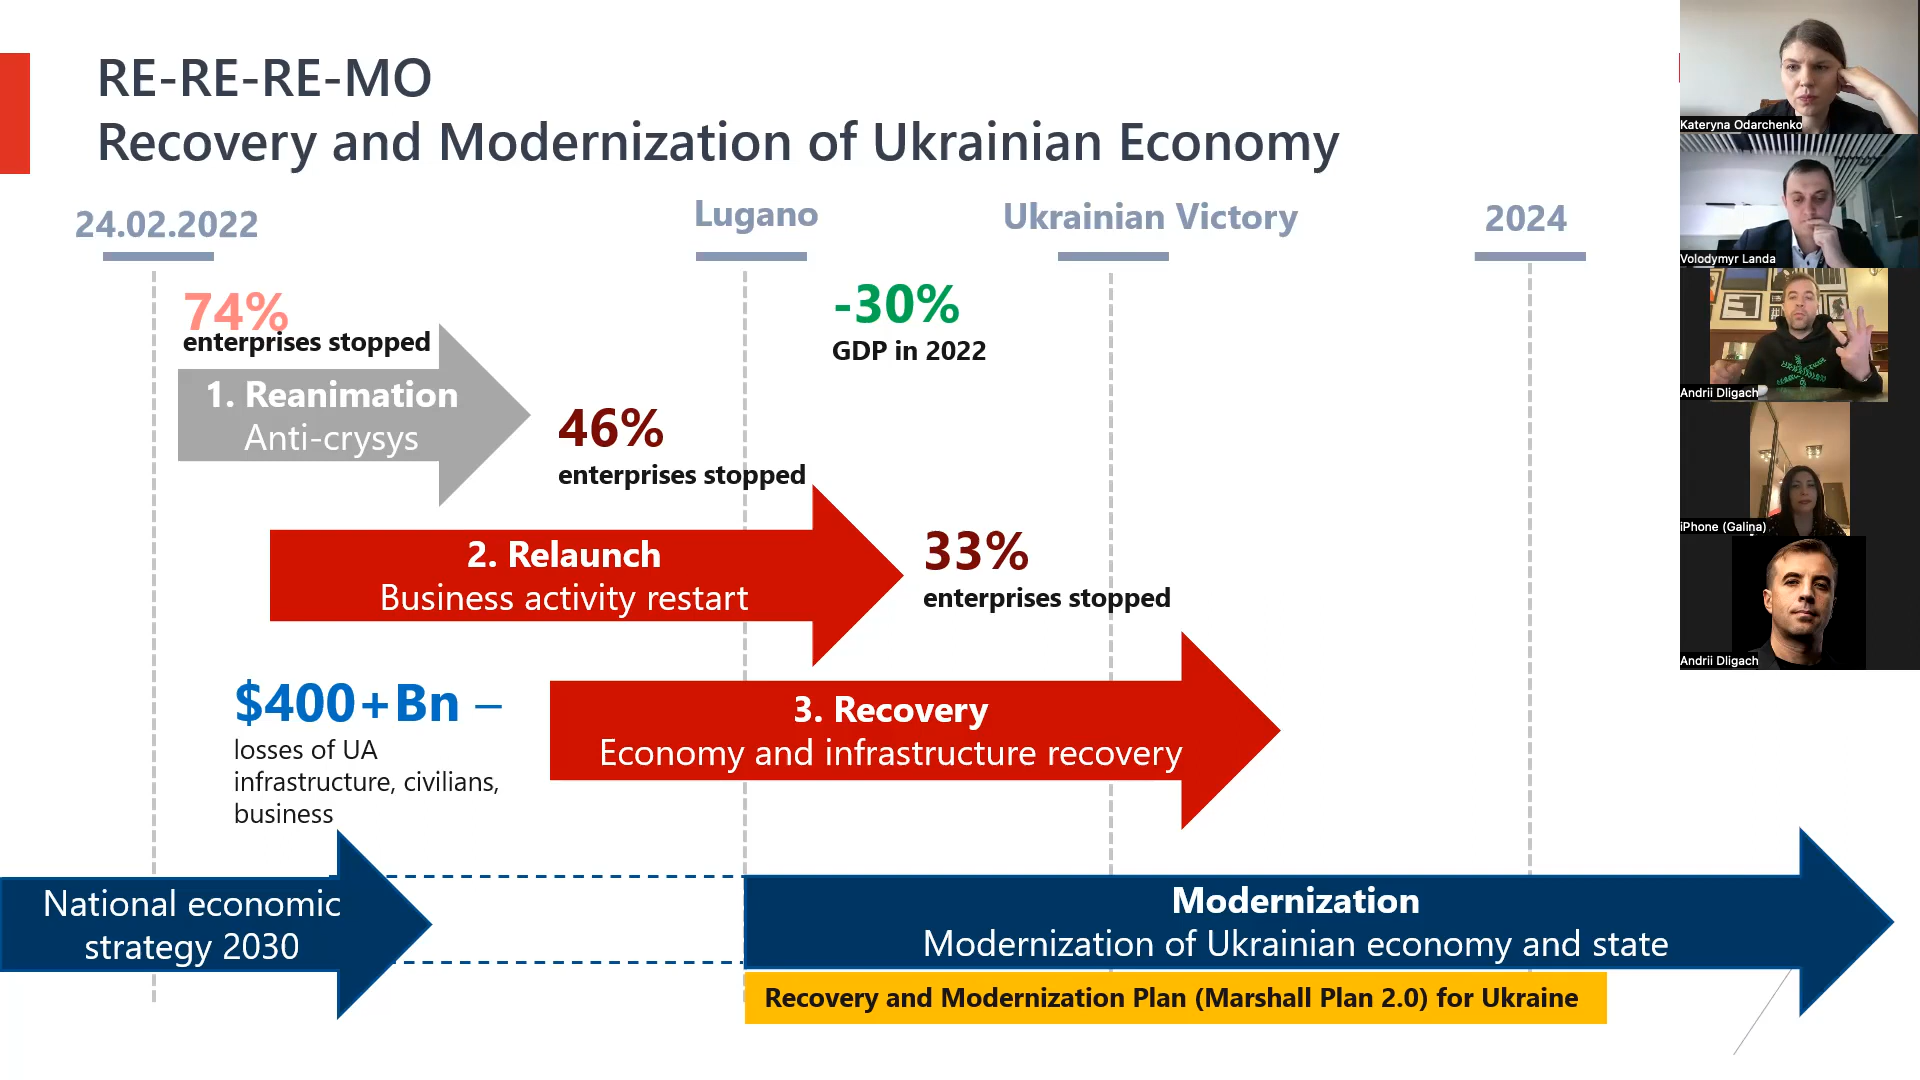 RE-RE-RE-MO
Recovery and Modernization of Ukrainian Economy
24.02.2022
Lugano
Ukrainian Victory
2024
74%
enterprises stopped
-30%
GDP in 2022
1. Reanimation
Anti-crysys
46%
enterprises stopped
2. Relaunch
Business activity restart
33%
enterprises stopped
$400+Bn –
losses of UA
infrastructure, civilians,
business
3. Recovery
Economy and infrastructure recovery
National economic
strategy 2030
Modernization
Modernization of Ukrainian economy and state
Recovery and Modernization Plan (Marshall Plan 2.0) for Ukraine
Kateryna Odarchenko
Volodymyr Landa
Andrii Dligach
iPhone (Galina)
Andrii Dligach